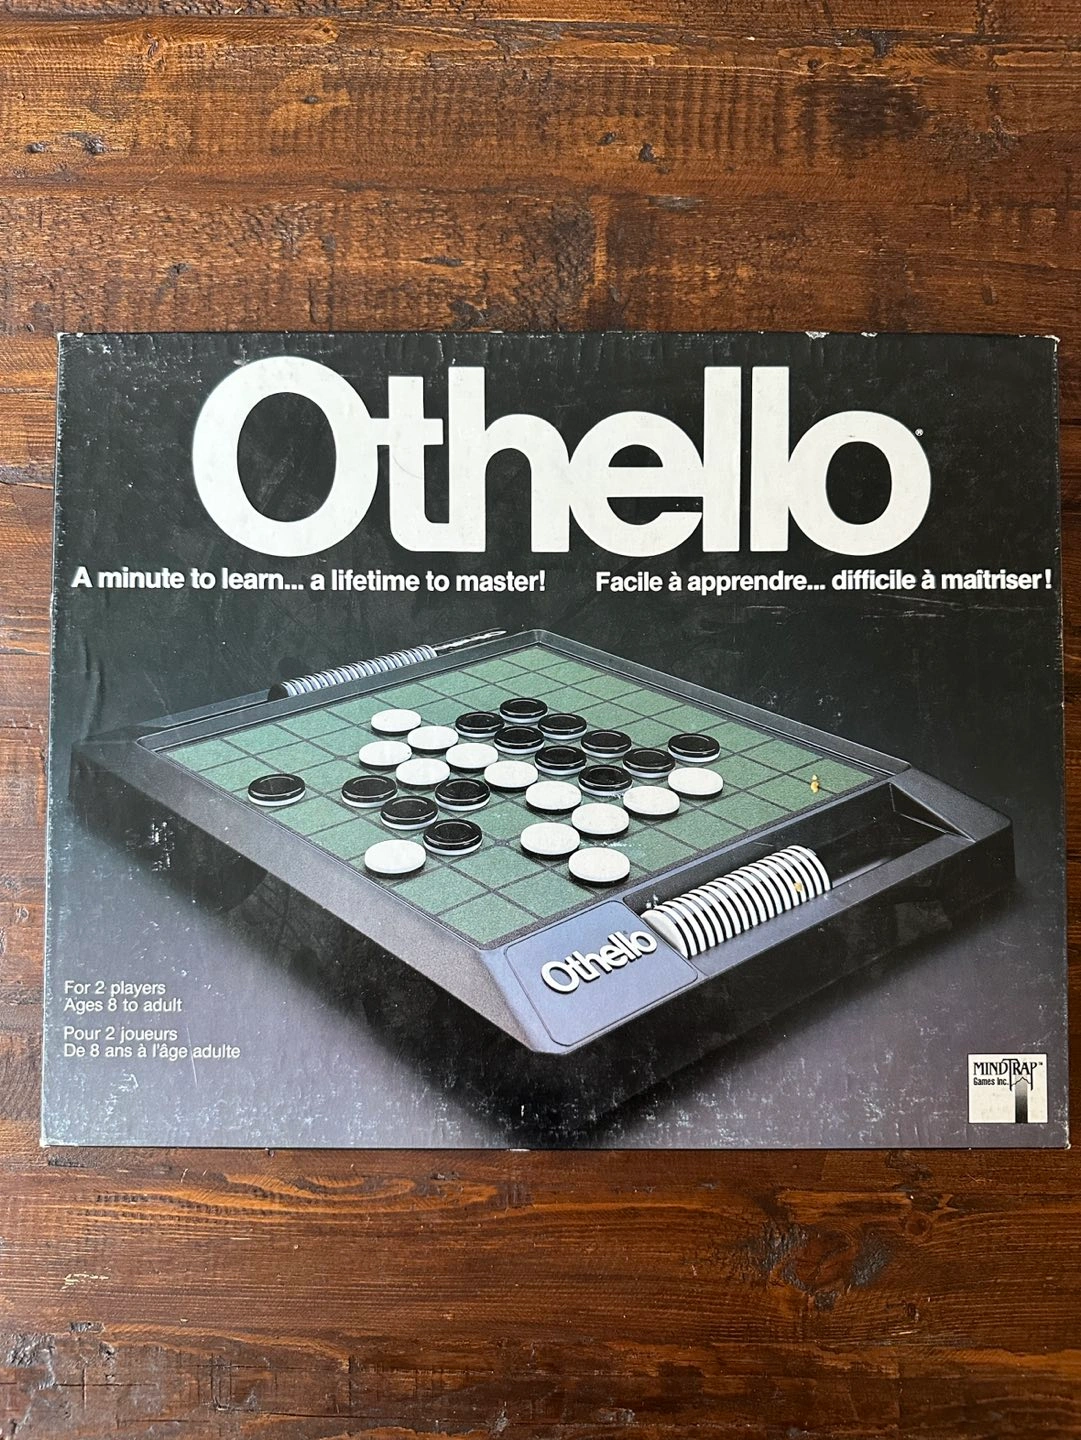 Othello®
A minute to learn... a lifetime to master!
Facile à apprendre... difficile à maîtriser!
Othello
For 2 players
Ages 8 to adult
Pour 2 joueurs
De 8 ans à l'âge adulte
MINDTRAP™
Games Inc.